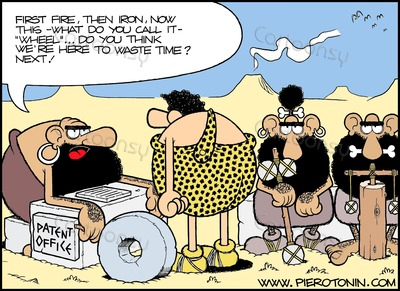 FIRST FIRE, THEN IRON, NOW
THIS -WHAT DO YOU CALL IT-
"WHEEL"... DO YOU THINK
WE'RE HERE TO WASTE TIME?
NEXT!
PATENT
OFFICE
WWW.PIEROTONIN.COM